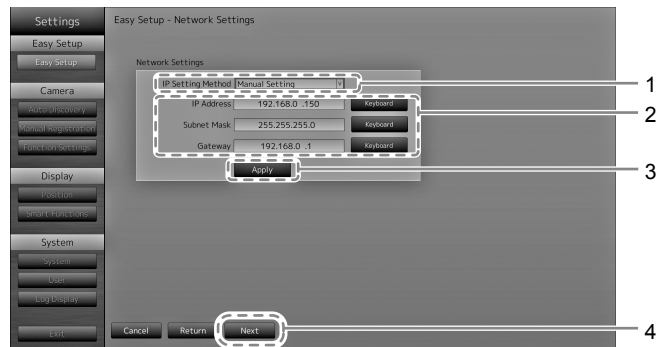 Settings
Easy Setup - Network Settings
Easy Setup
Easy Setup
Camera
Auto Discovery
Manual Registration
Function Settings
Display
Position
Smart Functions
System
System
User
Log Display
Exit
Network Settings
IP Setting Method Manual Setting
IP Address 192.168.0 .150 Keyboard
Subnet Mask 255.255.255.0 Keyboard
Gateway 192.168.0 .1 Keyboard
Apply
Cancel Return Next
1
2
3
4